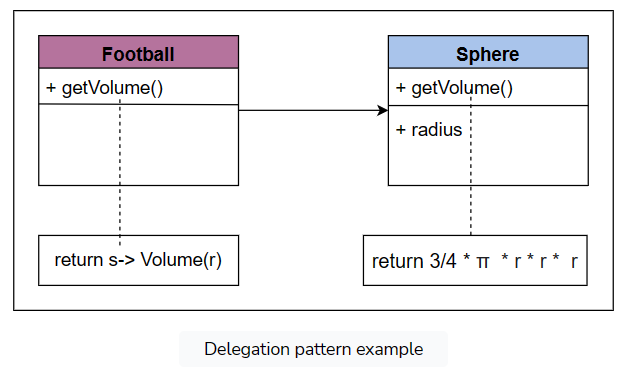 Football
+ getVolume()
Sphere
+ getVolume()
+ radius
return s-> Volume(r)
return 3/4 * π * r * r * r
Delegation pattern example